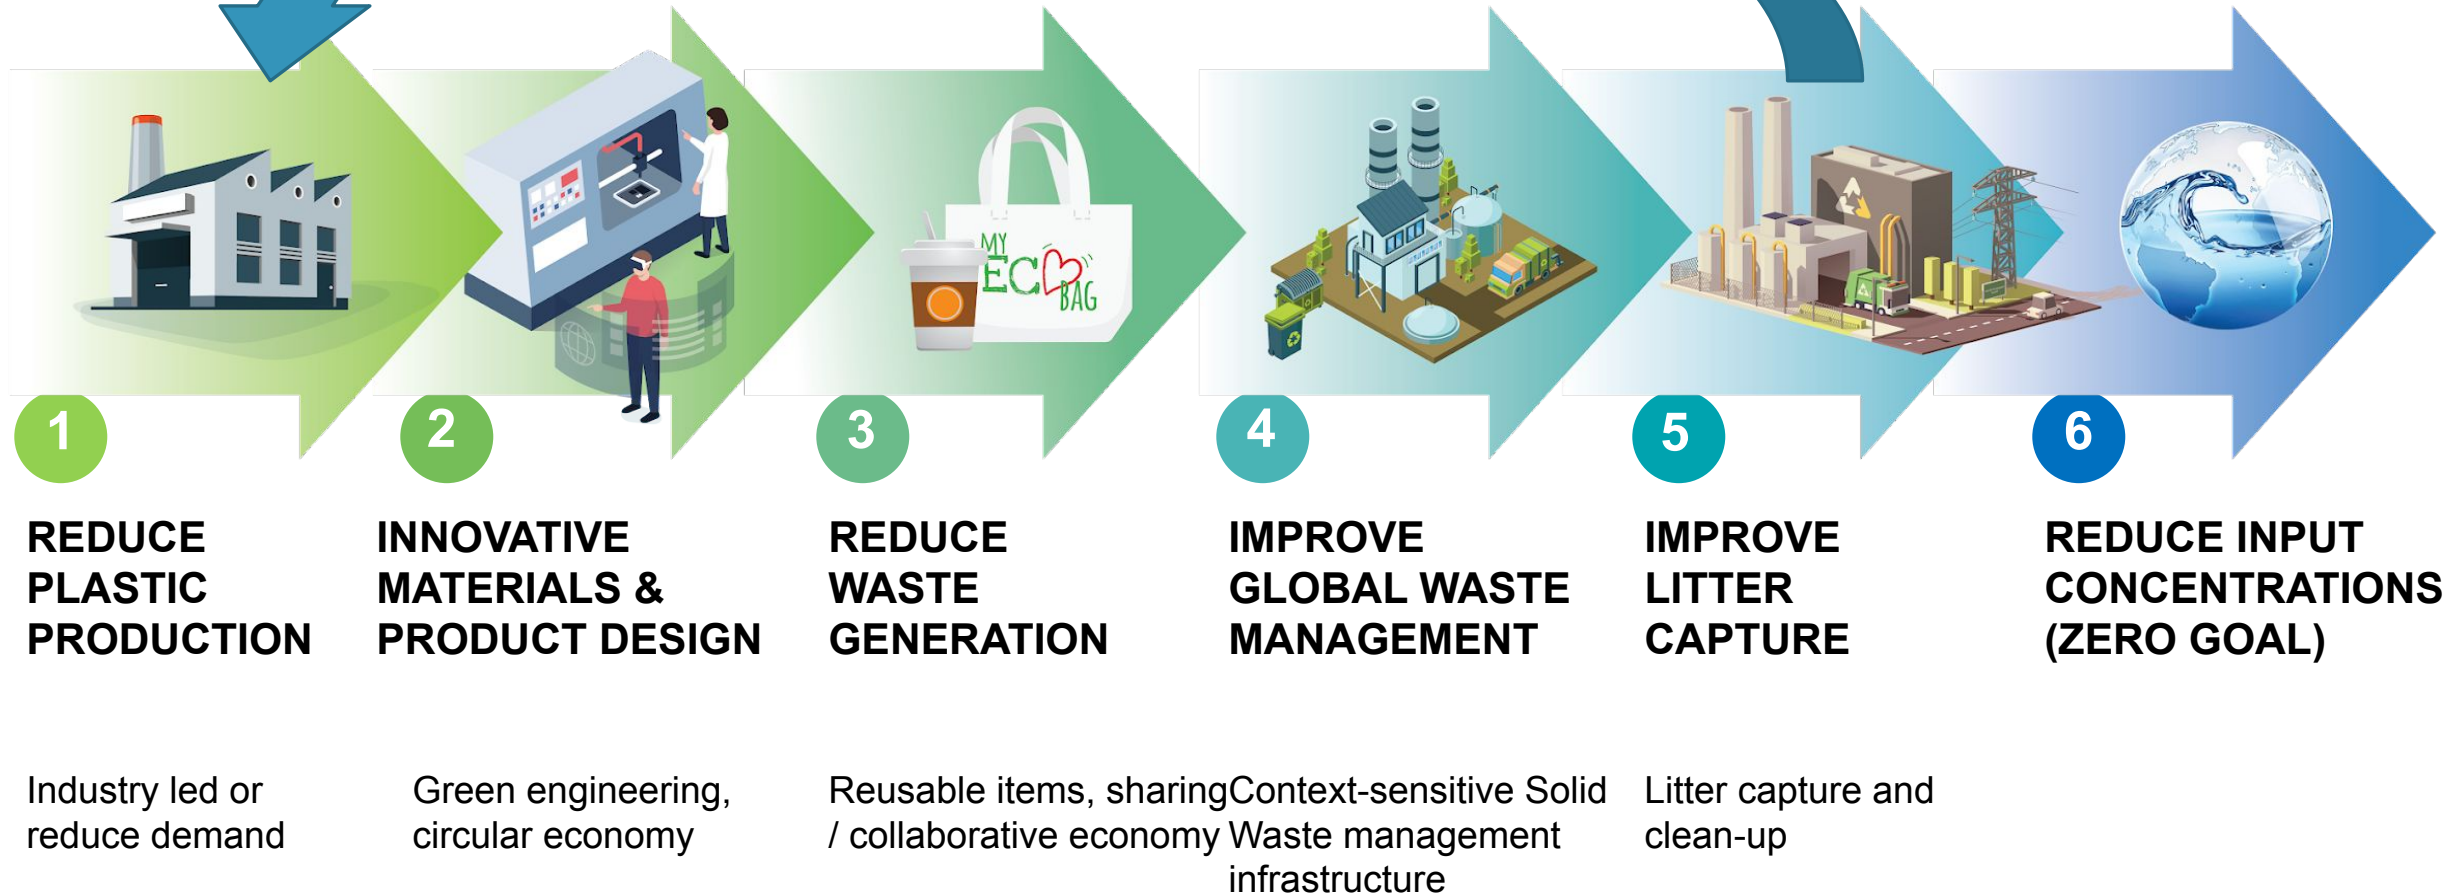 MY
ECO
BAG
1
REDUCE
PLASTIC
PRODUCTION
Industry led or
reduce demand
2
INNOVATIVE
MATERIALS &
PRODUCT DESIGN
Green engineering,
circular economy
3
REDUCE
WASTE
GENERATION
Reusable items, sharing
/ collaborative economy
4
IMPROVE
GLOBAL WASTE
MANAGEMENT
Context-sensitive Solid
Waste management
infrastructure
5
IMPROVE
LITTER
CAPTURE
Litter capture and
clean-up
6
REDUCE INPUT
CONCENTRATIONS
(ZERO GOAL)